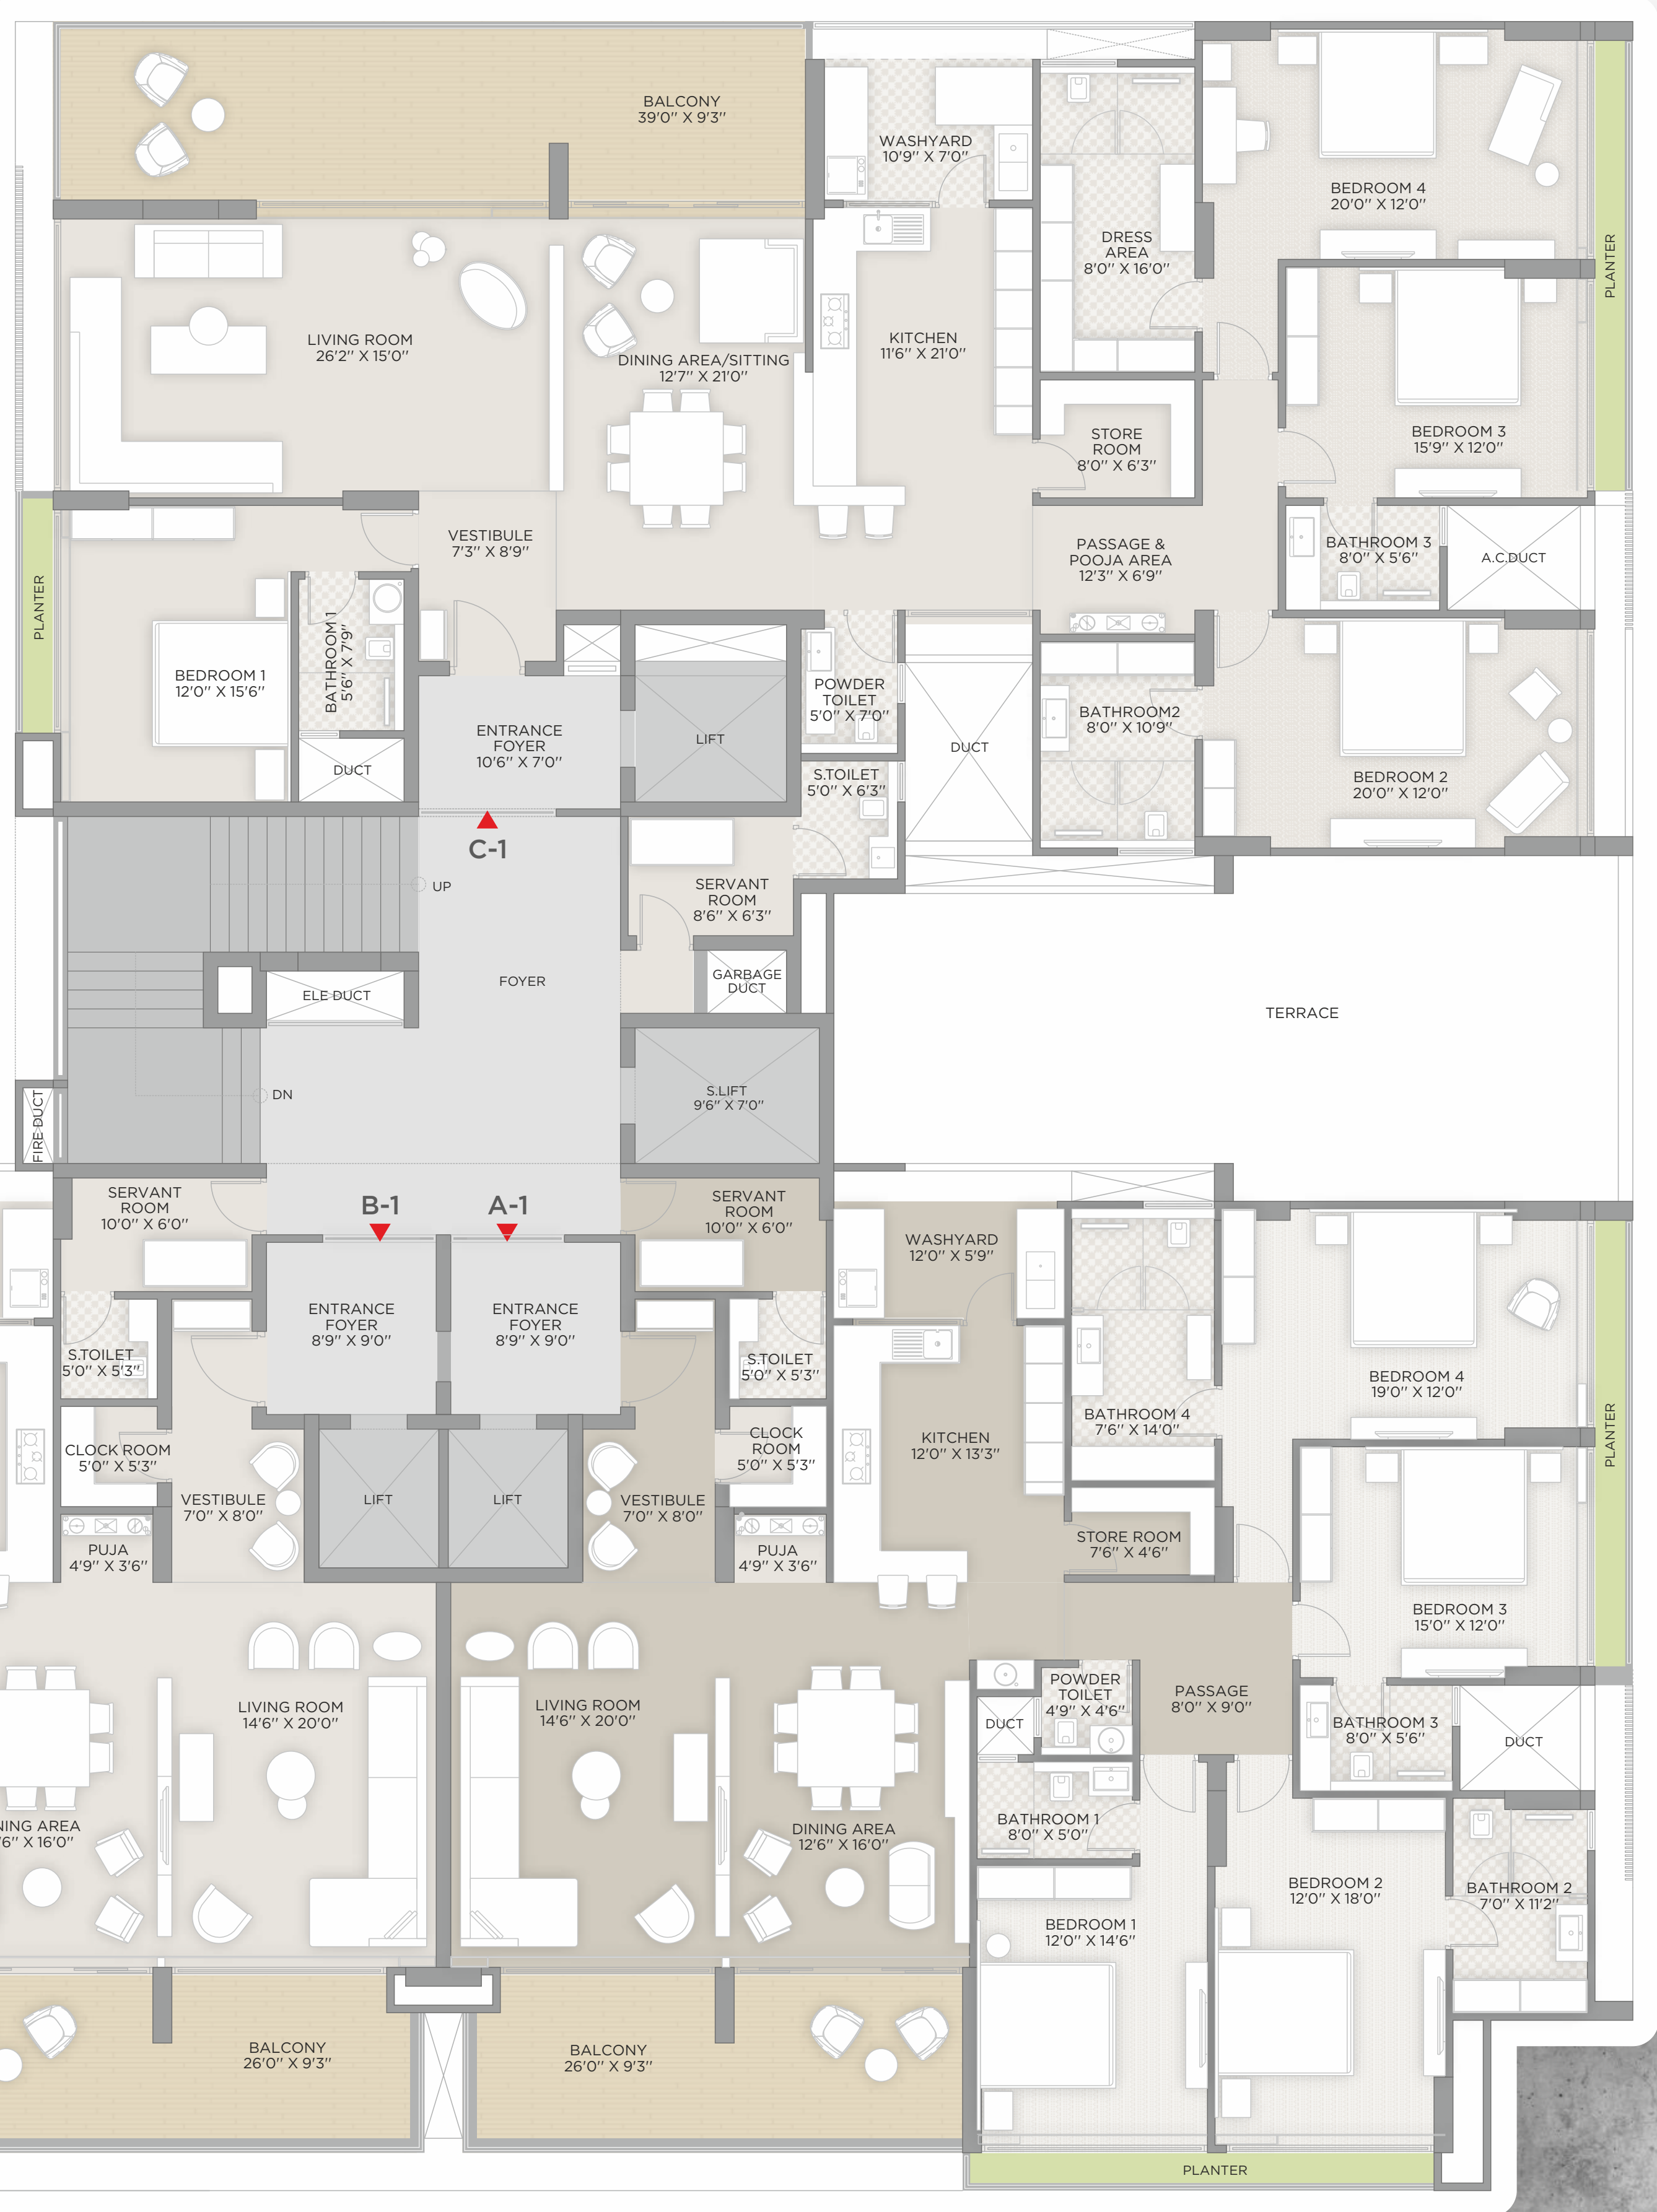 BALCONY
39'0'' X 9'3''
WASHYARD
10'9'' X 7'0''
BEDROOM 4
20'0'' X 12'0''
DRESS
AREA
8'0'' X 16'0''
PLANTER
LIVING ROOM
26'2'' X 15'0''
DINING AREA/SITTING
12'7'' X 21'0''
KITCHEN
11'6'' X 21'0''
STORE
ROOM
8'0'' X 6'3''
BEDROOM 3
15'9'' X 12'0''
VESTIBULE
7'3'' X 8'9''
PASSAGE &
POOJA AREA
12'3'' X 6'9''
BATHROOM 3
8'0'' X 5'6''
A.C.DUCT
PLANTER
BEDROOM 1
12'0'' X 15'6''
BATHROOM 1
5'6'' X 7'9''
DUCT
ENTRANCE
FOYER
10'6'' X 7'0''
LIFT
POWDER
TOILET
5'0'' X 7'0''
DUCT
BATHROOM2
8'0'' X 10'9''
BEDROOM 2
20'0'' X 12'0''
S.TOILET
5'0'' X 6'3''
C-1
UP
SERVANT
ROOM
8'6'' X 6'3''
FOYER
ELE DUCT
GARBAGE
DUCT
TERRACE
DN
FIRE DUCT
S.LIFT
9'6'' X 7'0''
SERVANT
ROOM
10'0'' X 6'0''
B-1
A-1
SERVANT
ROOM
10'0'' X 6'0''
WASHYARD
12'0'' X 5'9''
ENTRANCE
FOYER
8'9'' X 9'0''
ENTRANCE
FOYER
8'9'' X 9'0''
S.TOILET
5'0'' X 5'3''
S.TOILET
5'0'' X 5'3''
BEDROOM 4
19'0'' X 12'0''
BATHROOM 4
7'6'' X 14'0''
PLANTER
CLOCK ROOM
5'0'' X 5'3''
CLOCK
ROOM
5'0'' X 5'3''
KITCHEN
12'0'' X 13'3''
VESTIBULE
7'0'' X 8'0''
LIFT
LIFT
VESTIBULE
7'0'' X 8'0''
PUJA
4'9'' X 3'6''
PUJA
4'9'' X 3'6''
STORE ROOM
7'6'' X 4'6''
BEDROOM 3
15'0'' X 12'0''
LIVING ROOM
14'6'' X 20'0''
LIVING ROOM
14'6'' X 20'0''
POWDER
TOILET
4'9'' X 4'6''
PASSAGE
8'0'' X 9'0''
DUCT
BATHROOM 3
8'0'' X 5'6''
DUCT
NING AREA
'6'' X 16'0''
DINING AREA
12'6'' X 16'0''
BATHROOM 1
8'0'' X 5'0''
BEDROOM 2
12'0'' X 18'0''
BATHROOM 2
7'0'' X 11'2''
BEDROOM 1
12'0'' X 14'6''
BALCONY
26'0'' X 9'3''
BALCONY
26'0'' X 9'3''
PLANTER